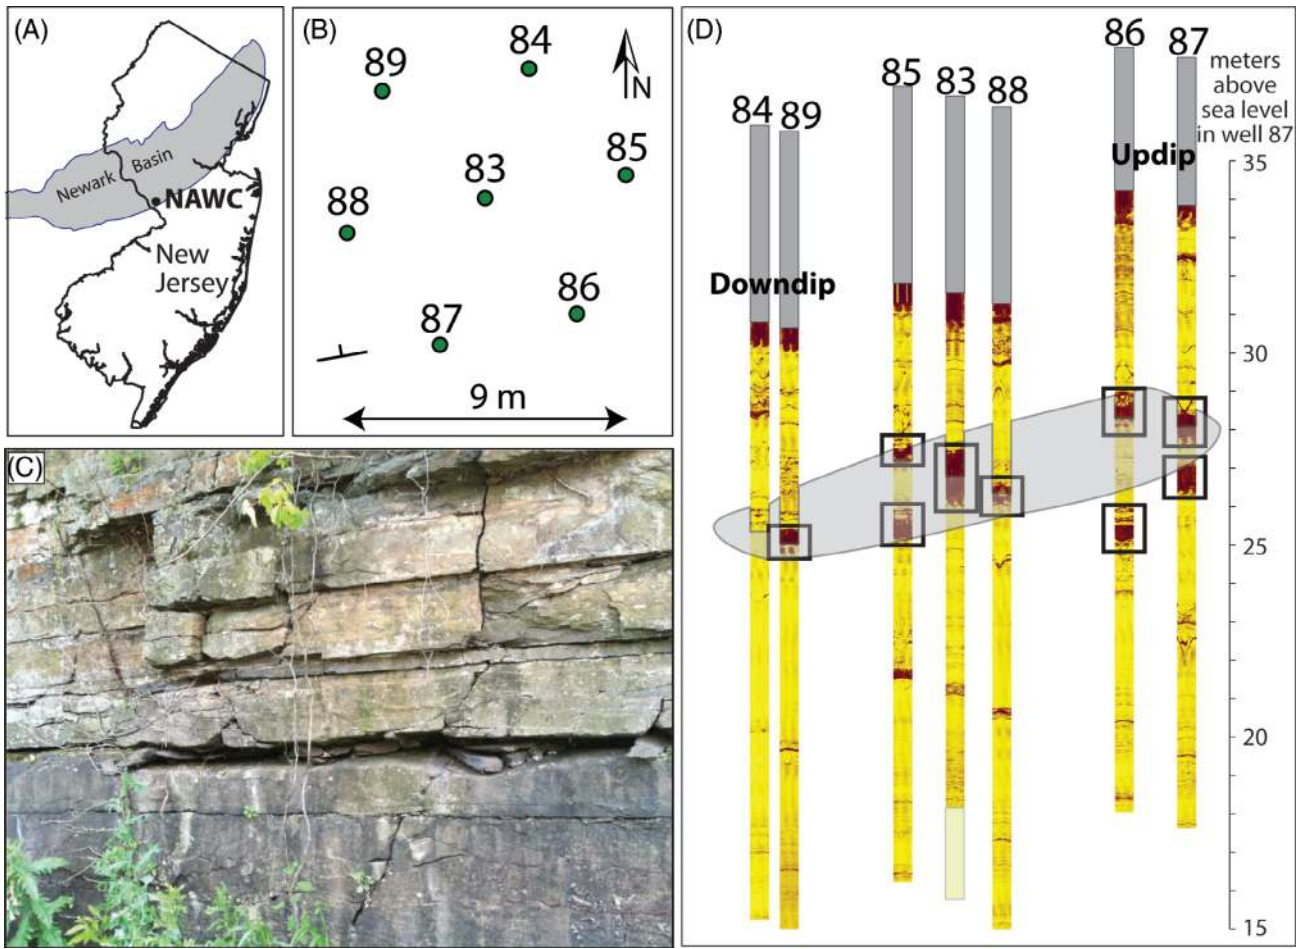 (A)
Newark Basin
NAWC
New
Jersey
(B)
84
89
N
85
83
88
86
87
9 m
(C)
(D)
86
87
meters
above
sea level
in well 87
85
83
88
84
89
Updip
35
Downdip
30
25
20
15